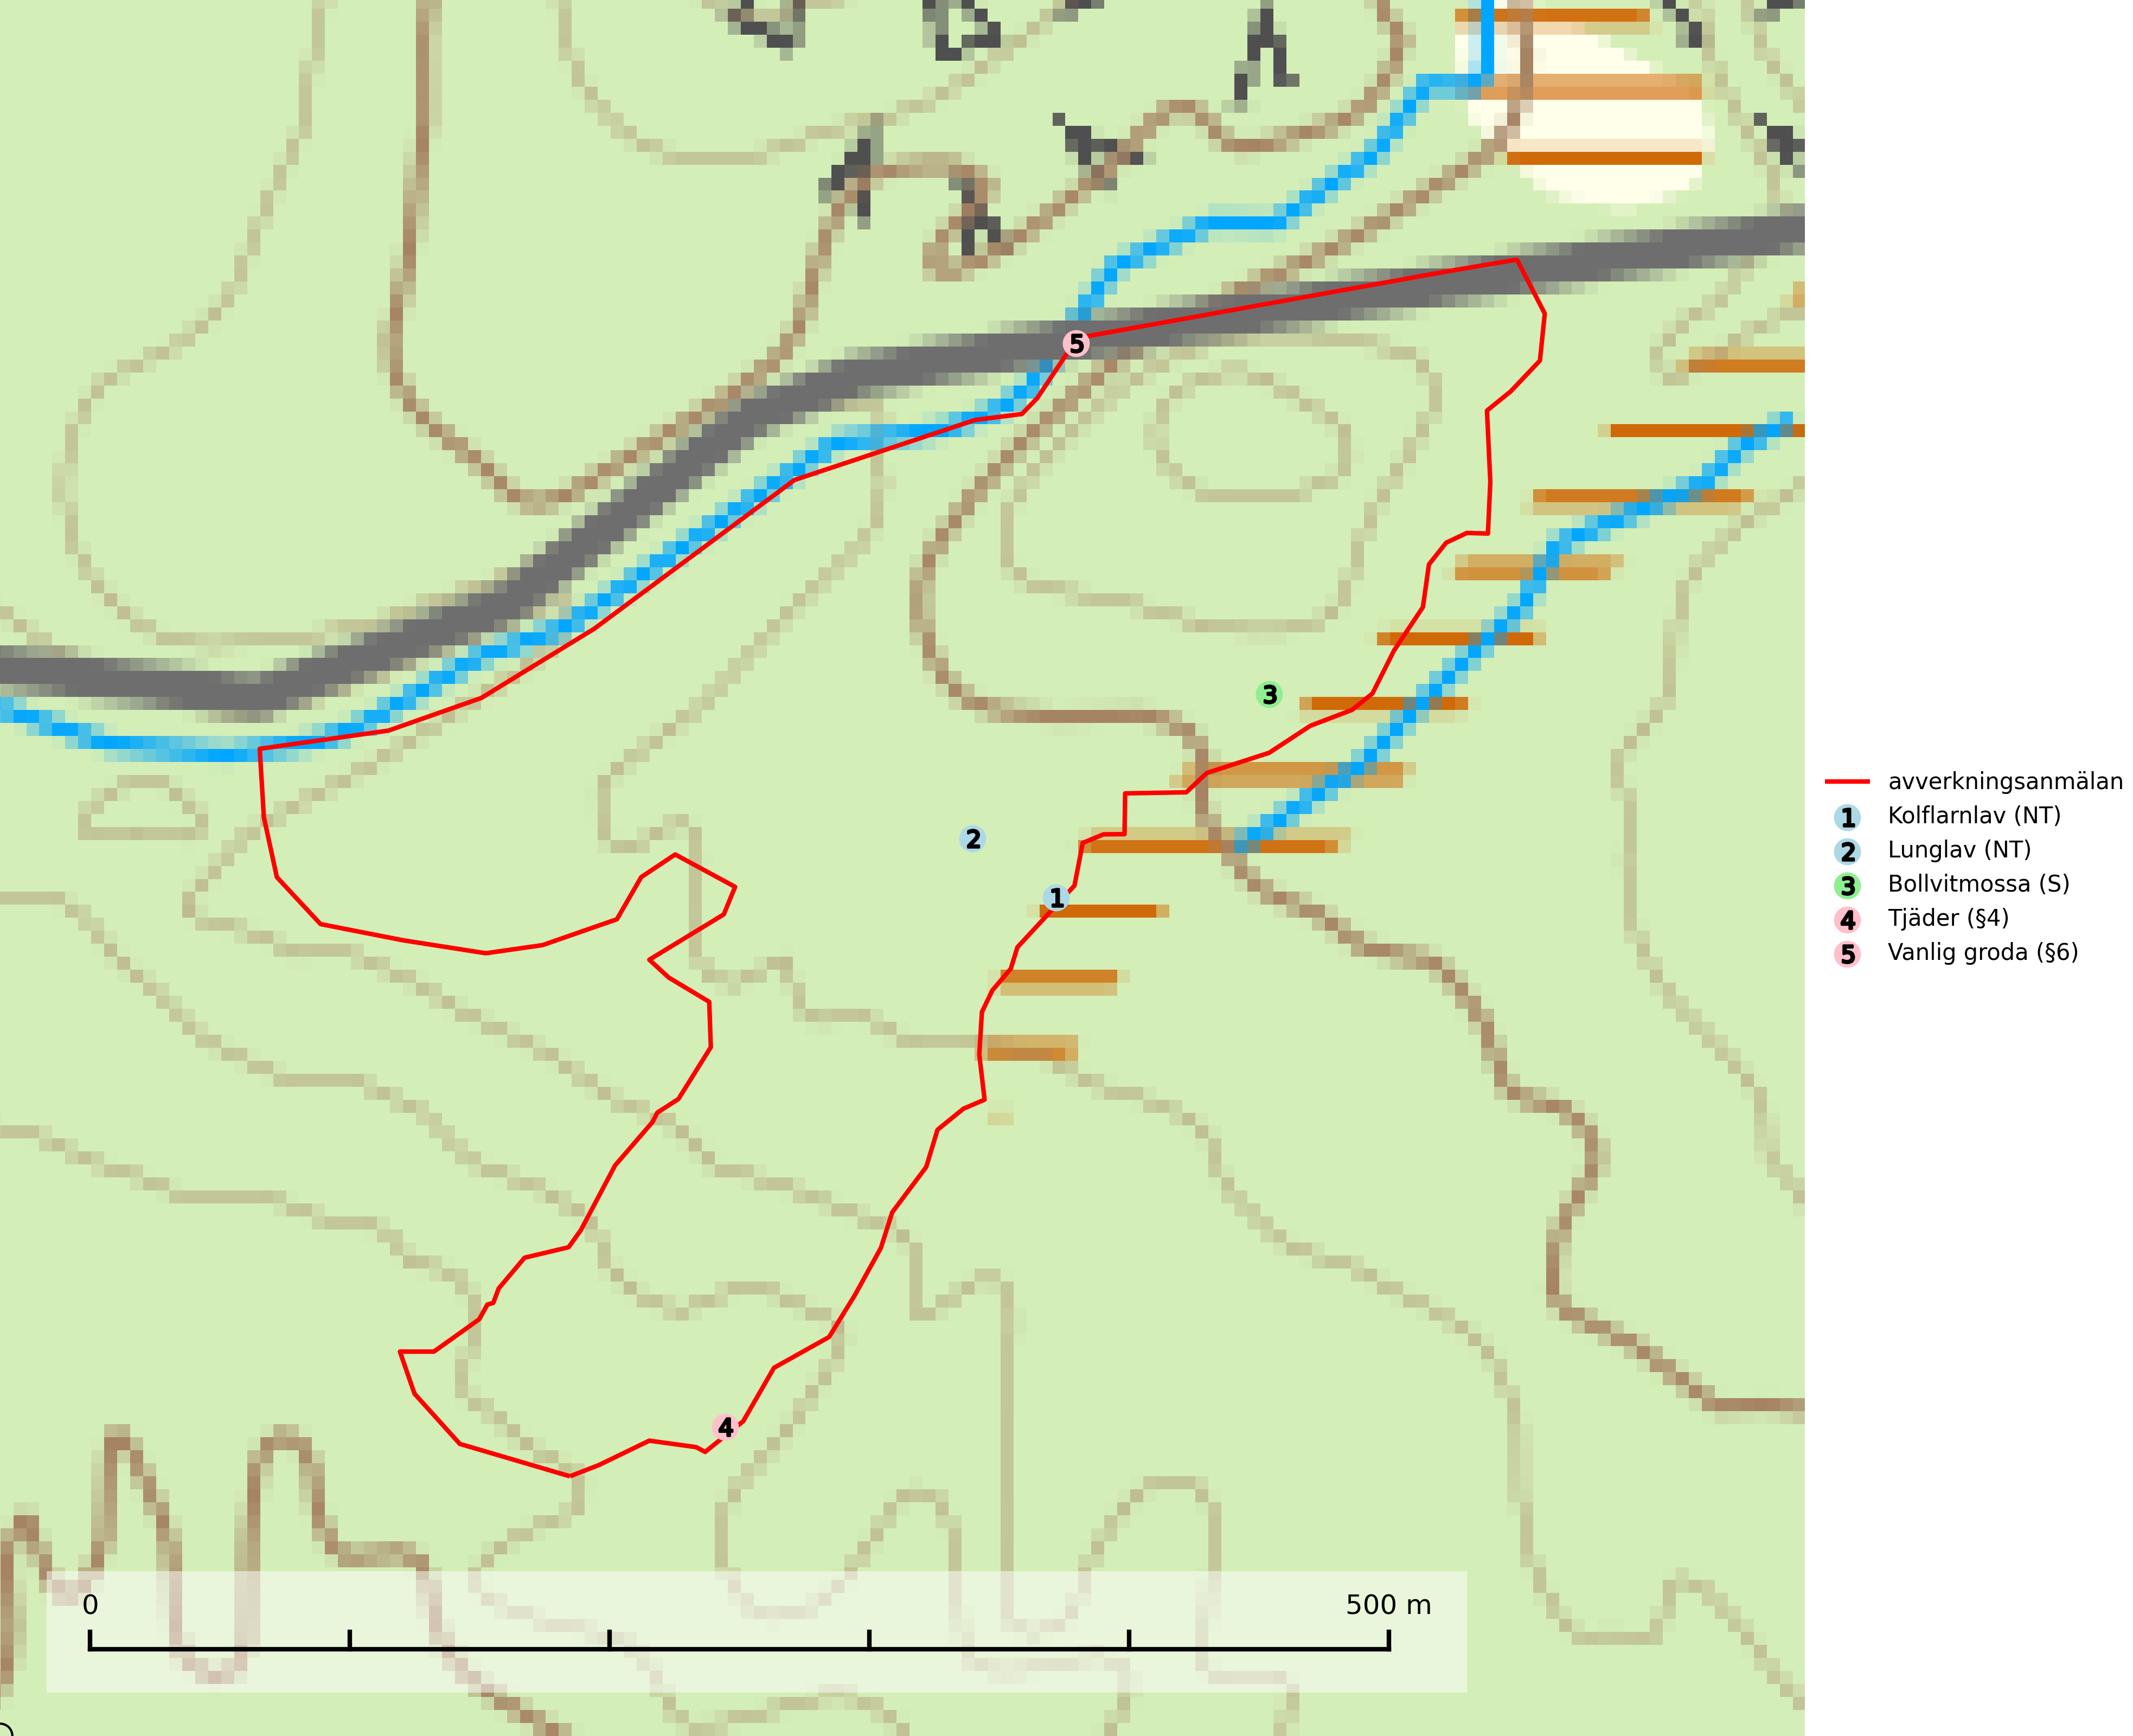 5
3
2
1
4
avverkningsanmälan
1 Kolflarnlav (NT)
2 Lunglav (NT)
3 Bollvitmossa (S)
4 Tjäder (§4)
5 Vanlig groda (§6)
0 500 m